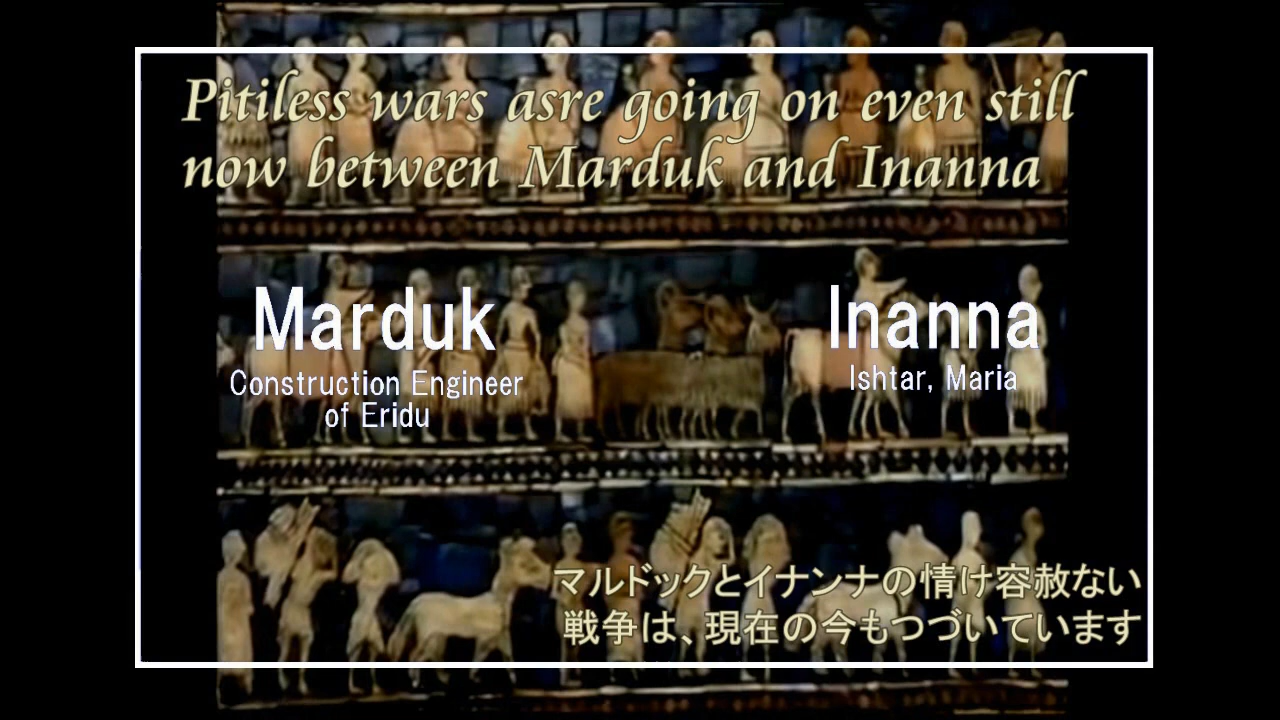 Pitiless wars asre going on even still
now between Marduk and Inanna
Marduk
Construction Engineer
of Eridu
Inanna
Ishtar, Maria
マルドックとイナンナの情け容赦ない
戦争は、現在の今もつづいています